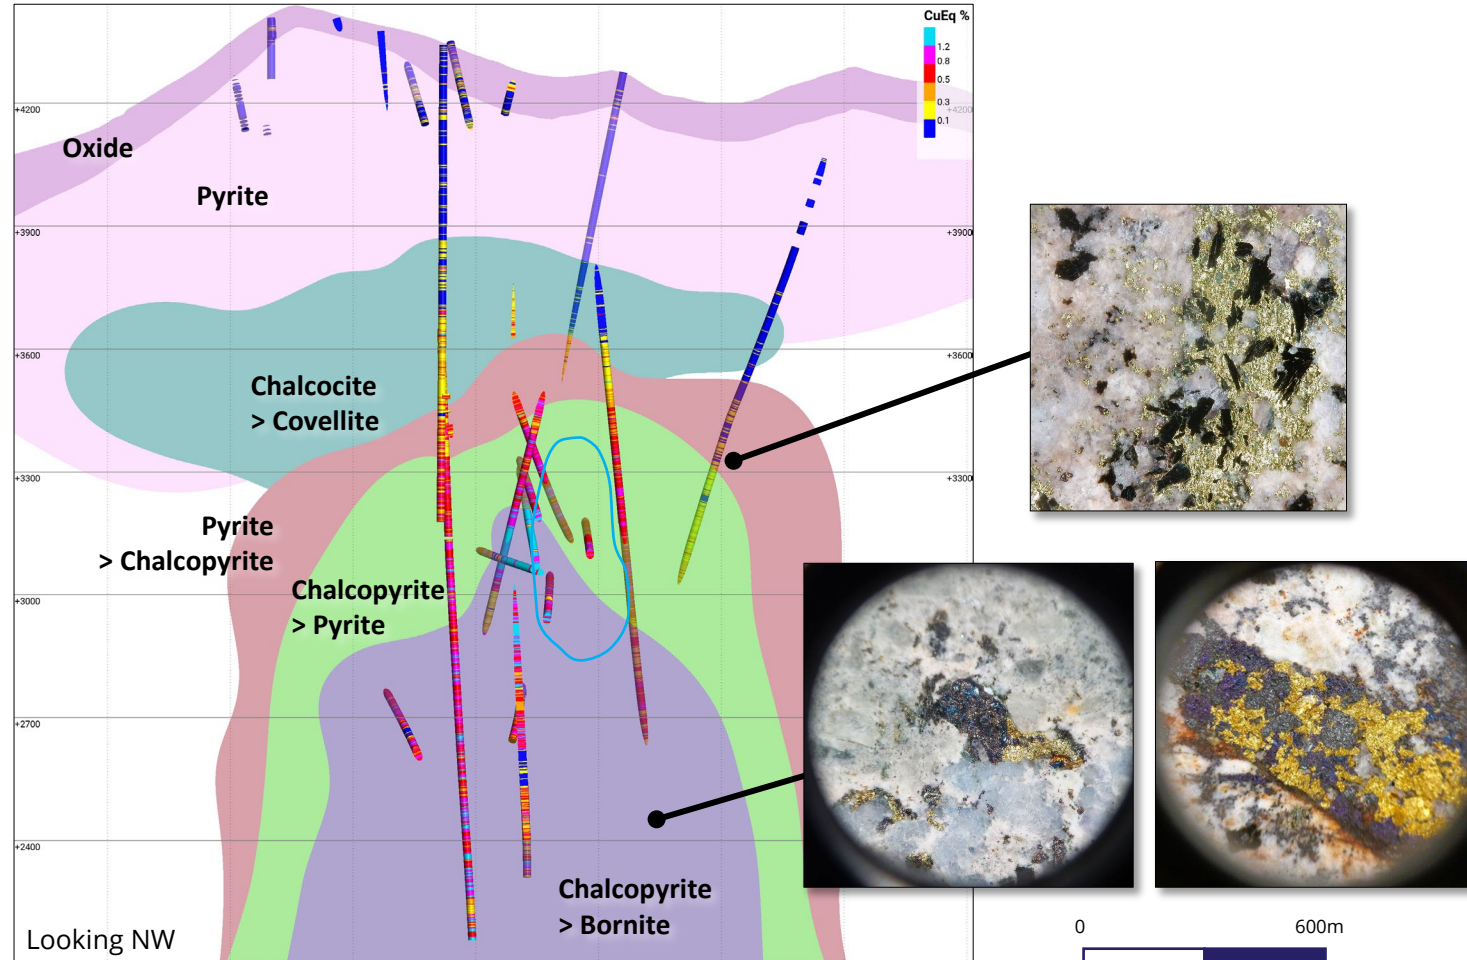 CuEq %
1.2
0.8
0.5
0.3
0.1
+4200
+4200
Oxide
Pyrite
+3900
+3900
+3600
+3600
Chalcocite
> Covellite
+3300
+3300
Pyrite
> Chalcopyrite
Chalcopyrite
> Pyrite
+3000
+2700
+2400
Chalcopyrite
> Bornite
Looking NW
0
600m